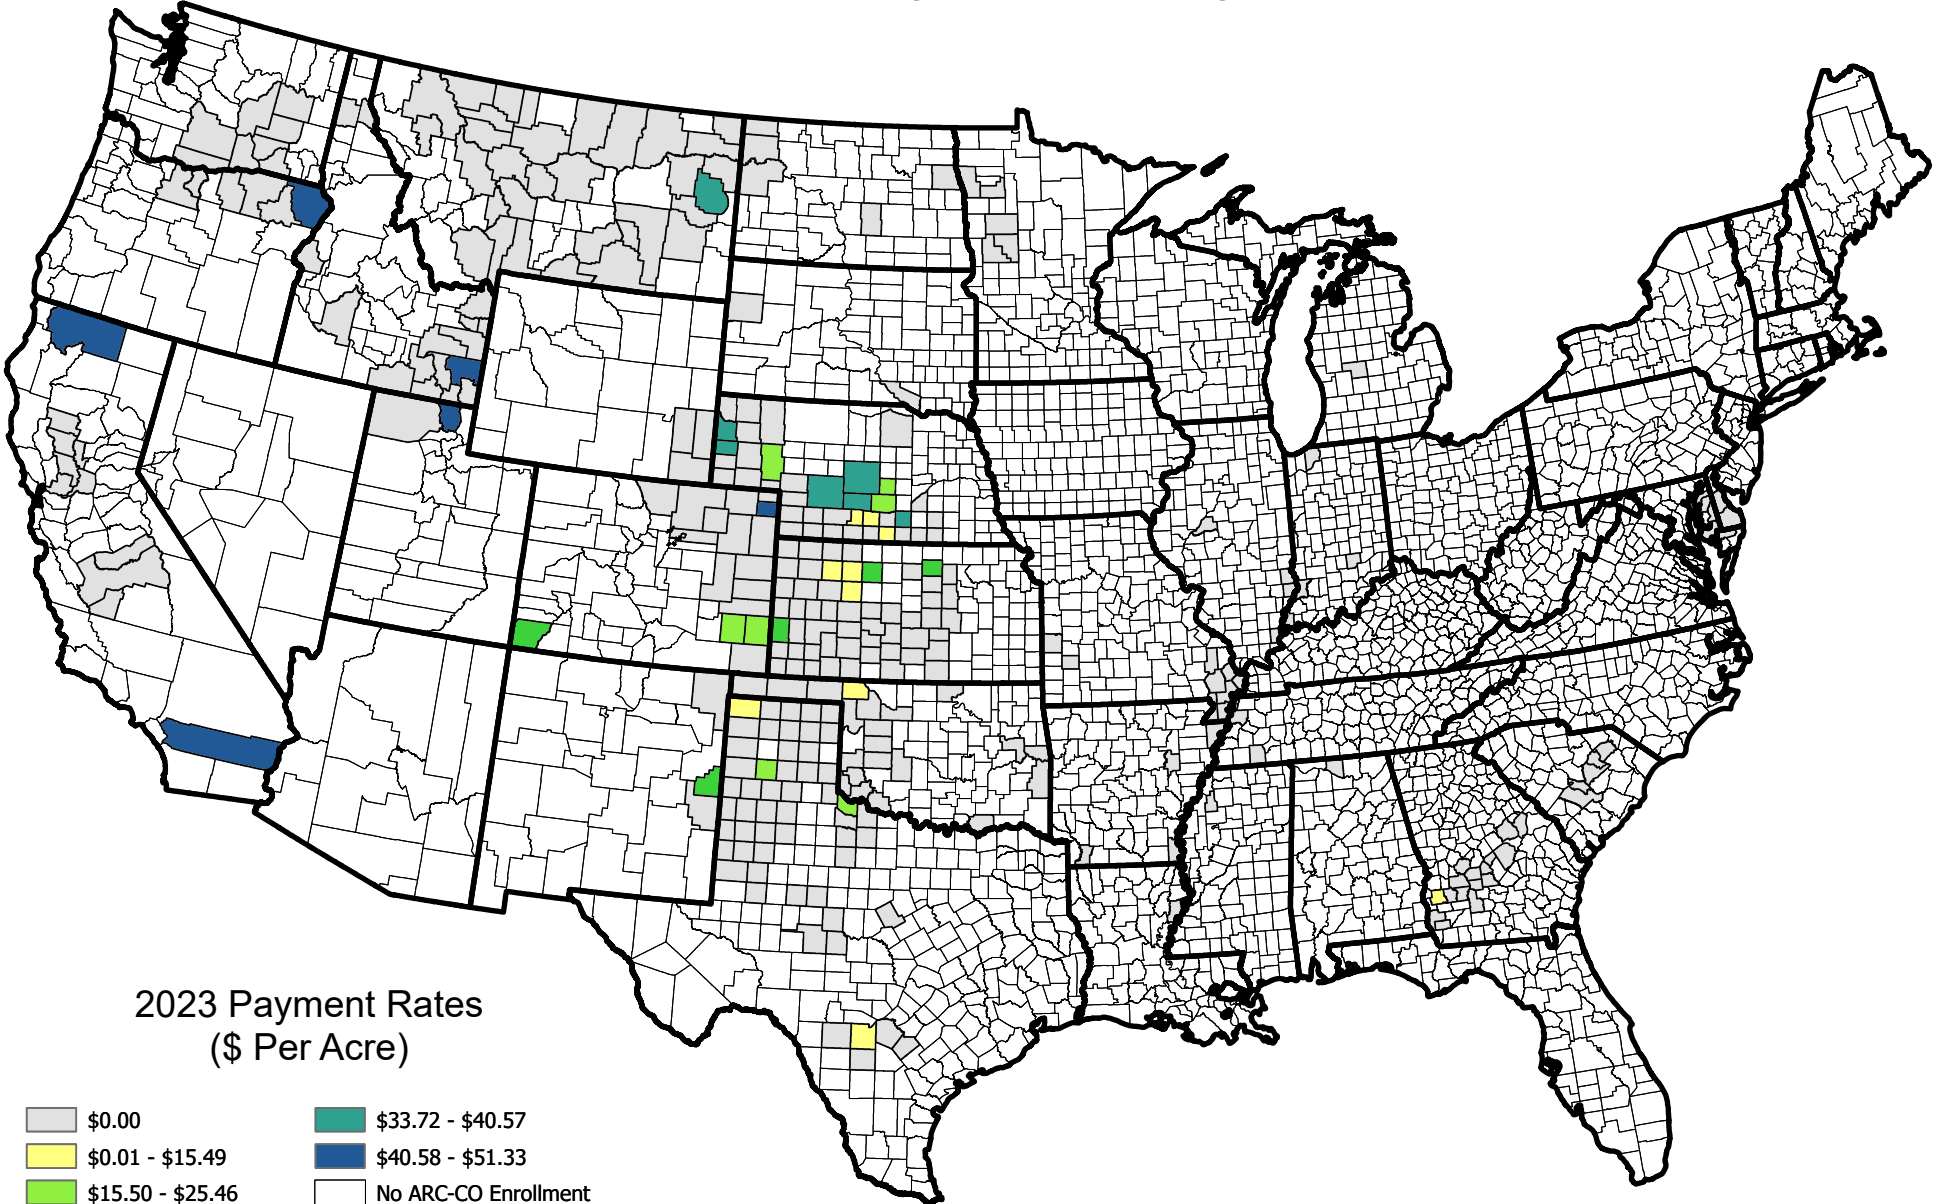 2023 Payment Rates
($ Per Acre)
$0.00
$0.01 - $15.49
$15.50 - $25.46
$33.72 - $40.57
$40.58 - $51.33
No ARC-CO Enrollment